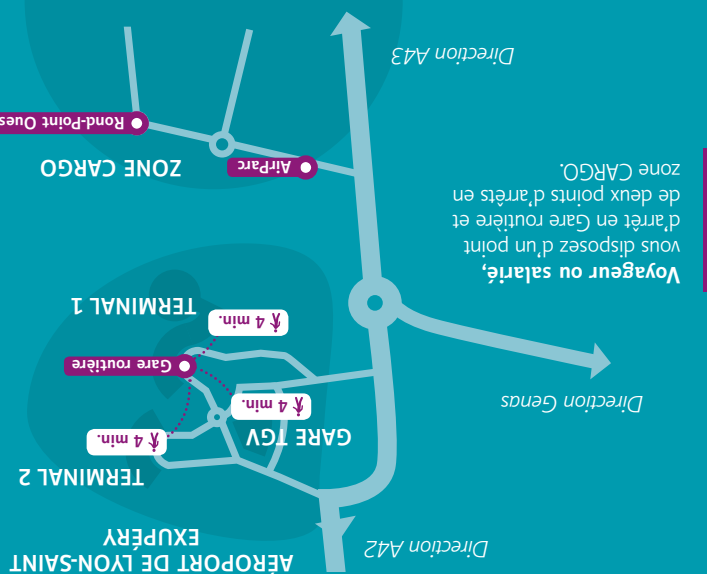 AÉROPORT DE LYON-SAINT
EXUPÉRY
Direction A42
TERMINAL 2
4 min.
GARE TGV
4 min.
Direction Genas
Gare routière
4 min.
TERMINAL 1
Voyageur ou salarié,
vous disposez d'un point
d'arrêt en Gare routière et
de deux points d'arrêts en
zone CARGO.
ZONE CARGO
AirParc
Rond-Point Oues
Direction A43